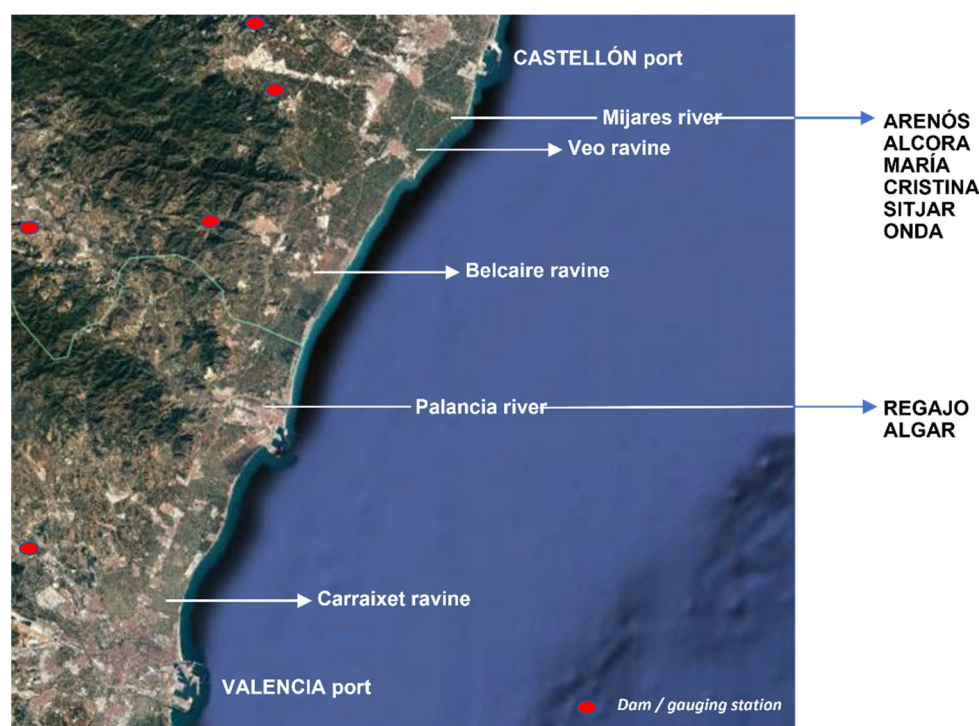 CASTELLÓN port
Mijares river
ARENÓS
ALCORA
MARÍA
CRISTINA
SITJAR
ONDA
Veo ravine
Belcaire ravine
Palancia river
REGAJO
ALGAR
Carraixet ravine
VALENCIA port
Dam / gauging station